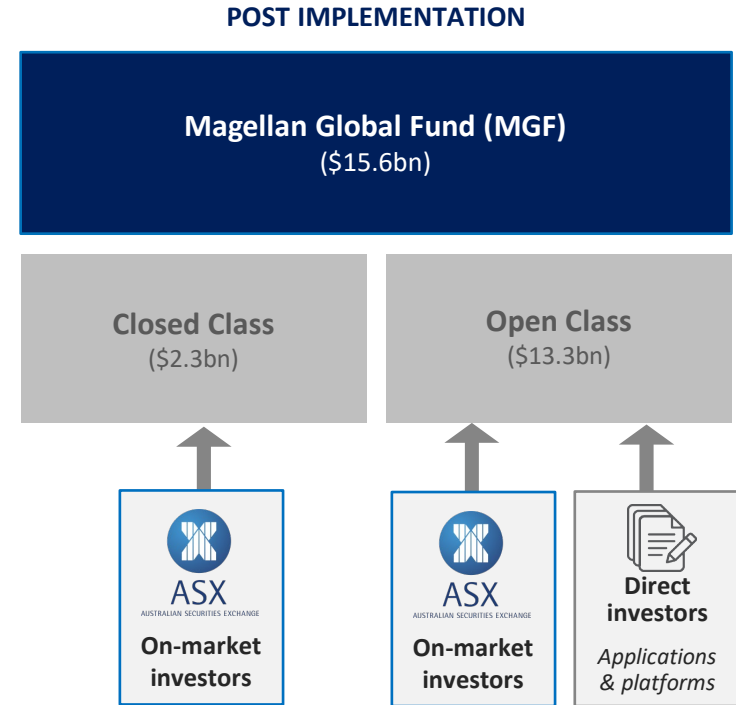 POST IMPLEMENTATION
Magellan Global Fund (MGF)
($15.6bn)
Closed Class
($2.3bn)
Open Class
($13.3bn)
ASX
AUSTRALIAN SECURITIES EXCHANGE
On-market
investors
ASX
AUSTRALIAN SECURITIES EXCHANGE
On-market
investors
Direct
investors
Applications
& platforms